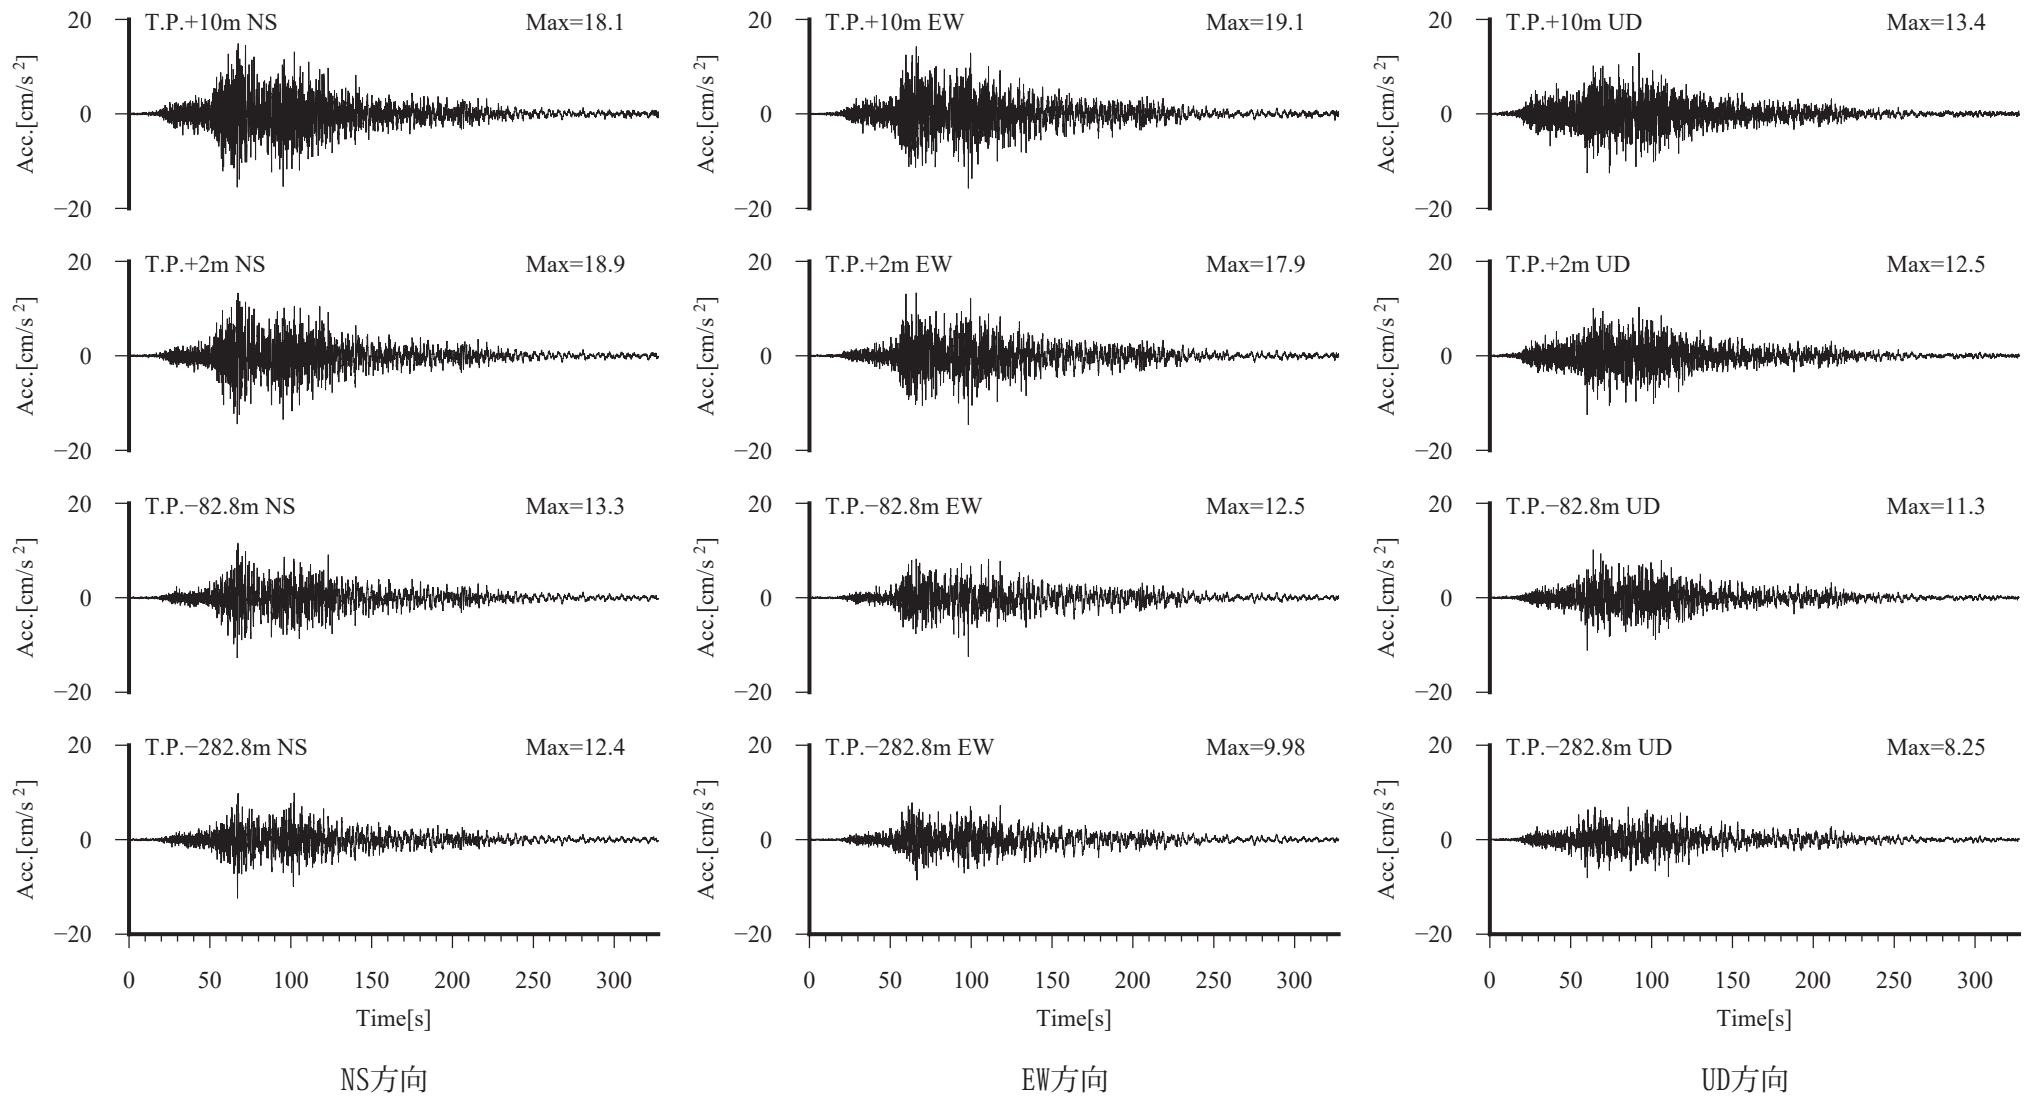 T.P.+10m NS Max=18.1
20
0
−20
Acc.[cm/s²]
T.P.+10m EW Max=19.1
20
0
−20
Acc.[cm/s²]
T.P.+10m UD Max=13.4
20
0
−20
Acc.[cm/s²]
T.P.+2m NS Max=18.9
20
0
−20
Acc.[cm/s²]
T.P.+2m EW Max=17.9
20
0
−20
Acc.[cm/s²]
T.P.+2m UD Max=12.5
20
0
−20
Acc.[cm/s²]
T.P.−82.8m NS Max=13.3
20
0
−20
Acc.[cm/s²]
T.P.−82.8m EW Max=12.5
20
0
−20
Acc.[cm/s²]
T.P.−82.8m UD Max=11.3
20
0
−20
Acc.[cm/s²]
T.P.−282.8m NS Max=12.4
20
0
−20
Acc.[cm/s²]
T.P.−282.8m EW Max=9.98
20
0
−20
Acc.[cm/s²]
T.P.−282.8m UD Max=8.25
20
0
−20
Acc.[cm/s²]
0 50 100 150 200 250 300
Time[s]
NS方向
0 50 100 150 200 250 300
Time[s]
EW方向
0 50 100 150 200 250 300
Time[s]
UD方向